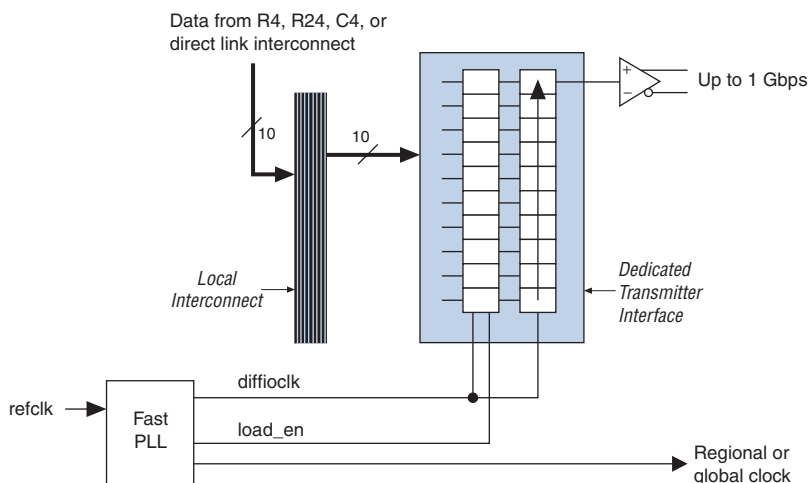 Data from R4, R24, C4, or
direct link interconnect
+
–
Up to 1 Gbps
10
10
Local
Interconnect
Dedicated
Transmitter
Interface
diffioclk
refclk
Fast
PLL
load_en
Regional or
global clock